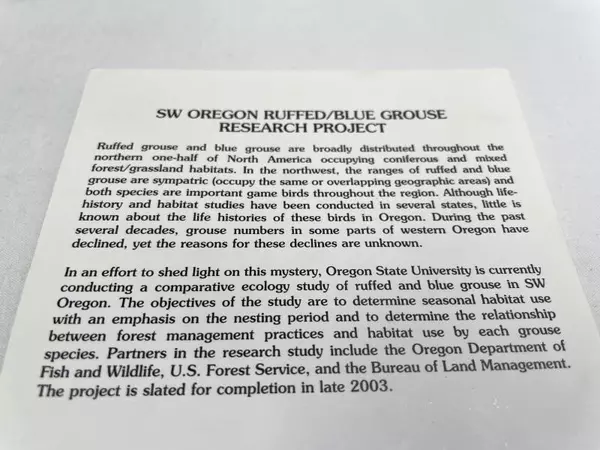 SW OREGON RUFFED/BLUE GROUSE
RESEARCH PROJECT
Ruffed grouse and blue grouse are broadly distributed throughout the
northern one-half of North America occupying coniferous and mixed
forest/grassland habitats. In the northwest, the ranges of ruffed and blue
grouse are sympatric (occupy the same or overlapping geographic areas) and
both species are important game birds throughout the region. Although life-
history and habitat studies have been conducted in several states, little is
known about the life histories of these birds in Oregon. During the past
several decades, grouse numbers in some parts of western Oregon have
declined, yet the reasons for these declines are unknown.
In an effort to shed light on this mystery, Oregon State University is currently
conducting a comparative ecology study of ruffed and blue grouse in SW
Oregon. The objectives of the study are to determine seasonal habitat use
with an emphasis on the nesting period and to determine the relationship
between forest management practices and habitat use by each grouse
species. Partners in the research study include the Oregon Department of
Fish and Wildlife, U.S. Forest Service, and the Bureau of Land Management.
The project is slated for completion in late 2003.